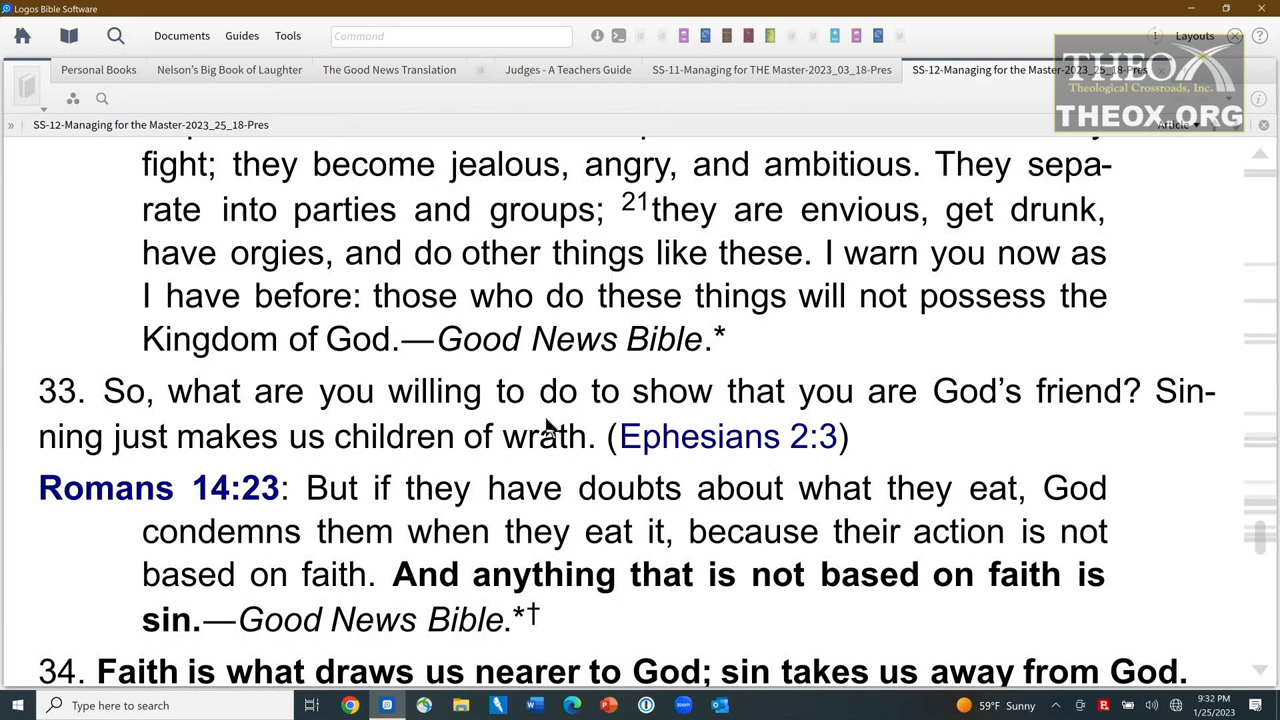 Logos Bible Software
Documents Guides Tools Command Layouts
Personal Books Nelson's Big Book of Laughter The Go ion Judges - A Teachers Guide SS-11-Managing for THE Master-2023_03_18-pres SS-12-Managing for the Master-2023_25_18-Pres
THEOX
Theological Crossroads, Inc.
THEOX.ORG
SS-12-Managing for the Master-2023_25_18-Pres Article
fight; they become jealous, angry, and ambitious. They sepa-
rate into parties and groups; 21they are envious, get drunk,
have orgies, and do other things like these. I warn you now as
I have before: those who do these things will not possess the
Kingdom of God.—Good News Bible.*
33. So, what are you willing to do to show that you are God's friend? Sin-
ning just makes us children of wrath. (Ephesians 2:3)
Romans 14:23: But if they have doubts about what they eat, God
condemns them when they eat it, because their action is not
based on faith. And anything that is not based on faith is
sin.—Good News Bible.*†
34. Faith is what draws us nearer to God; sin takes us away from God.
Type here to search 59°F Sunny 9:32 PM
1/25/2023